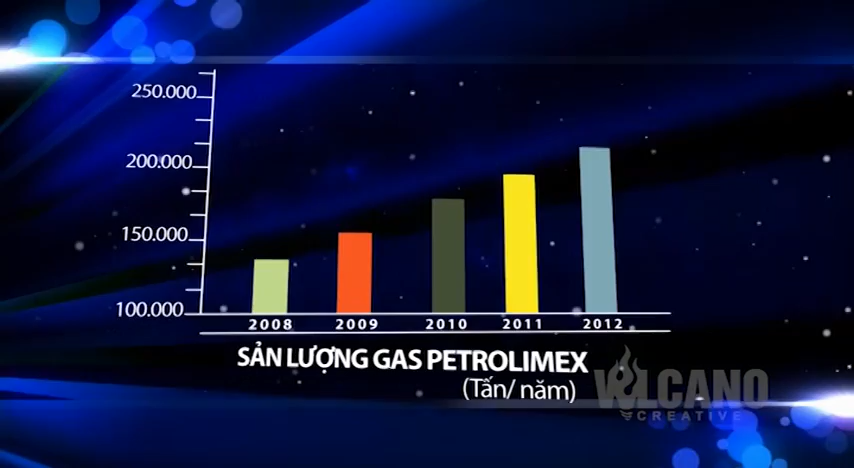 250.000
200.000
150.000
100.000
2008 2009 2010 2011 2012
SẢN LƯỢNG GAS PETROLIMEX
(Tấn/ năm)
VOLCANO
CREATIVE